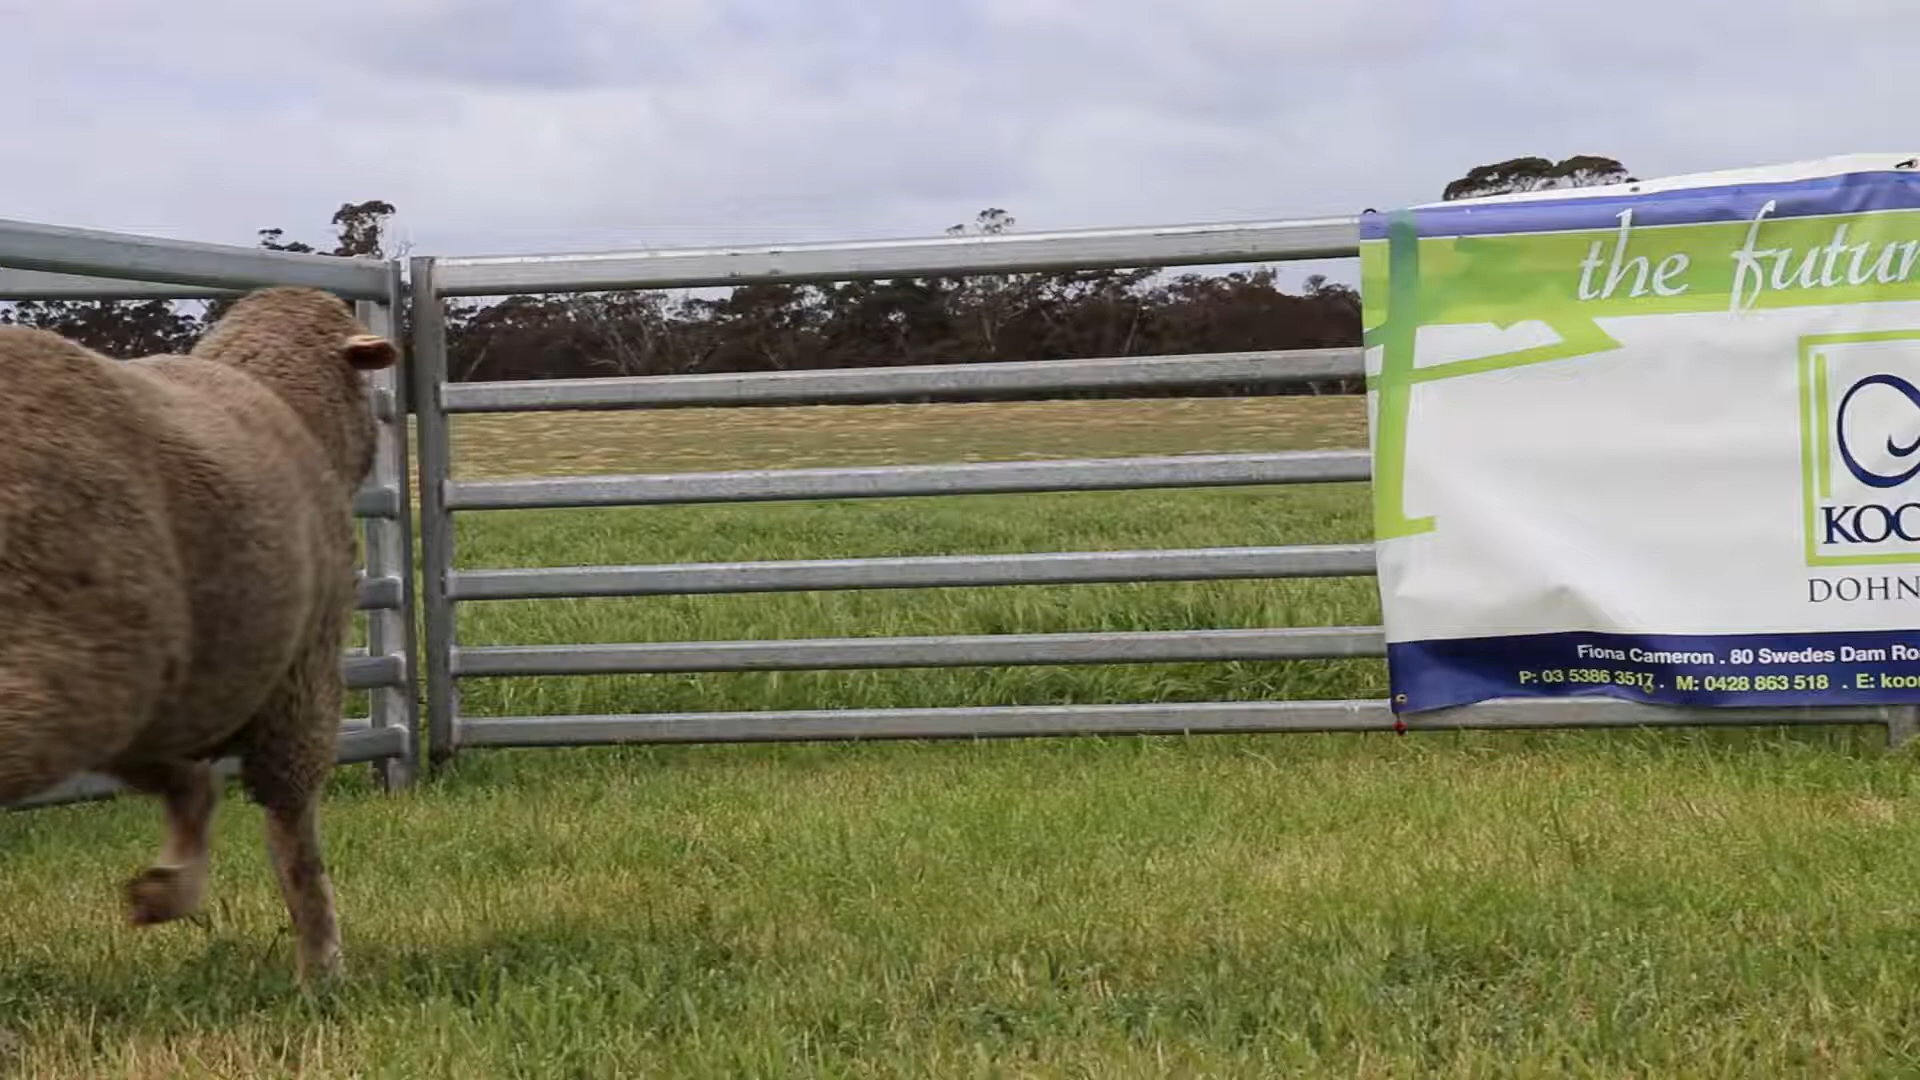 the futur
KOO
DOHN
Fiona Cameron . 80 Swedes Dam Ro
P: 03 5386 3517 . M: 0428 863 518 . E: koo